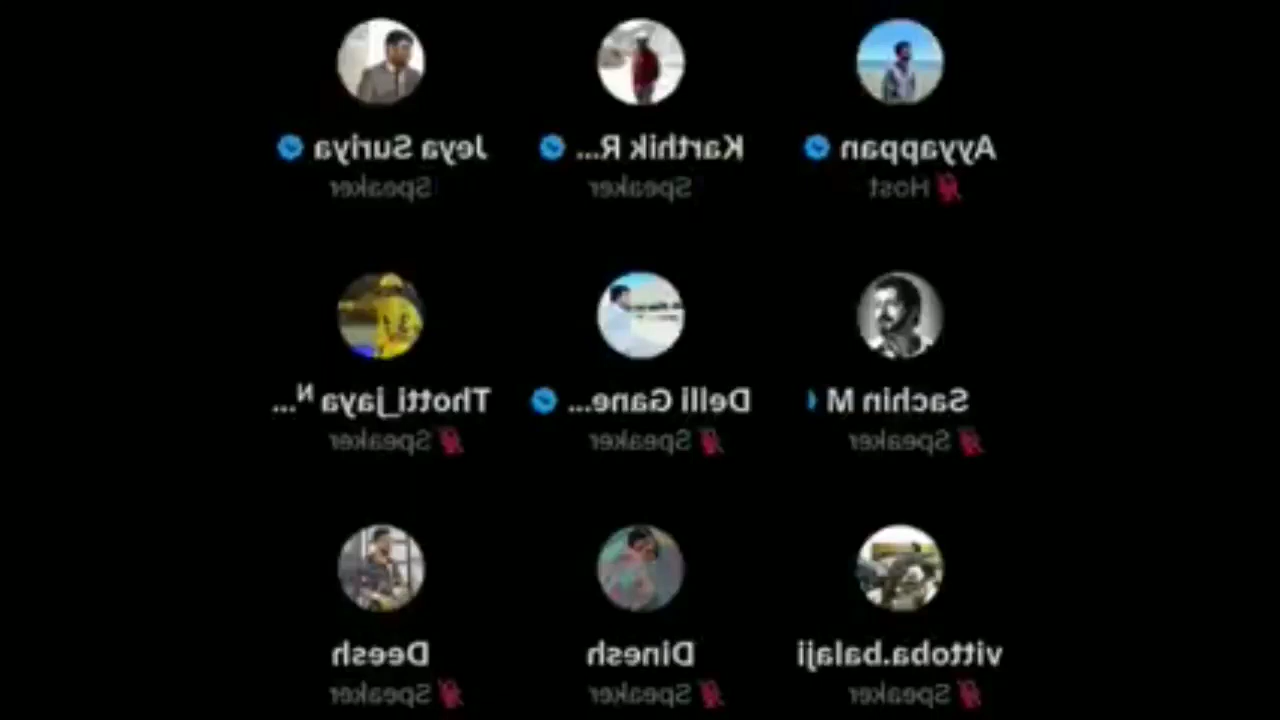 Ayyappan
Host
Karthik R...
Speaker
Jeya Suriya
Speaker
Sachin M
Speaker
Delli Gane...
Speaker
Thotti_jaya ᴺ...
Speaker
vittoba.balaji
Speaker
Dinesh
Speaker
Deesh
Speaker